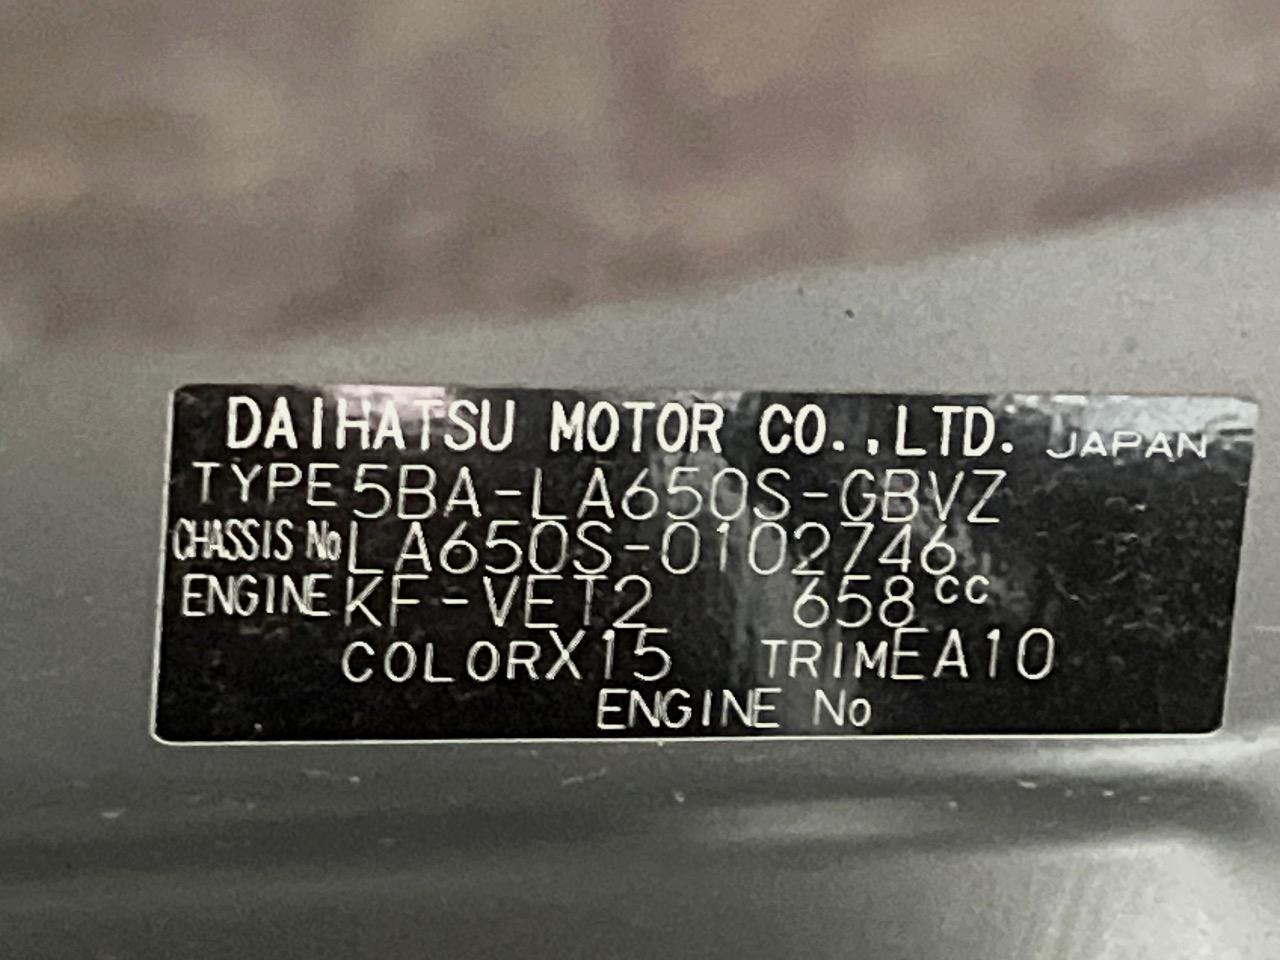 DAIHATSU MOTOR CO.,LTD. JAPAN
TYPE 5BA-LA650S-GBVZ
CHASSIS No LA650S-0102746
ENGINE KF-VET2 658cc
COLOR X15 TRIM EA10
ENGINE No